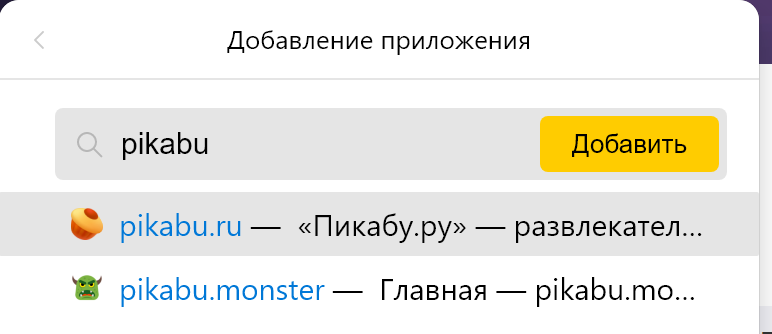 Добавление приложения
pikabu
Добавить
pikabu.ru — «Пикабу.ру» — развлекател...
pikabu.monster — Главная — pikabu.mo...